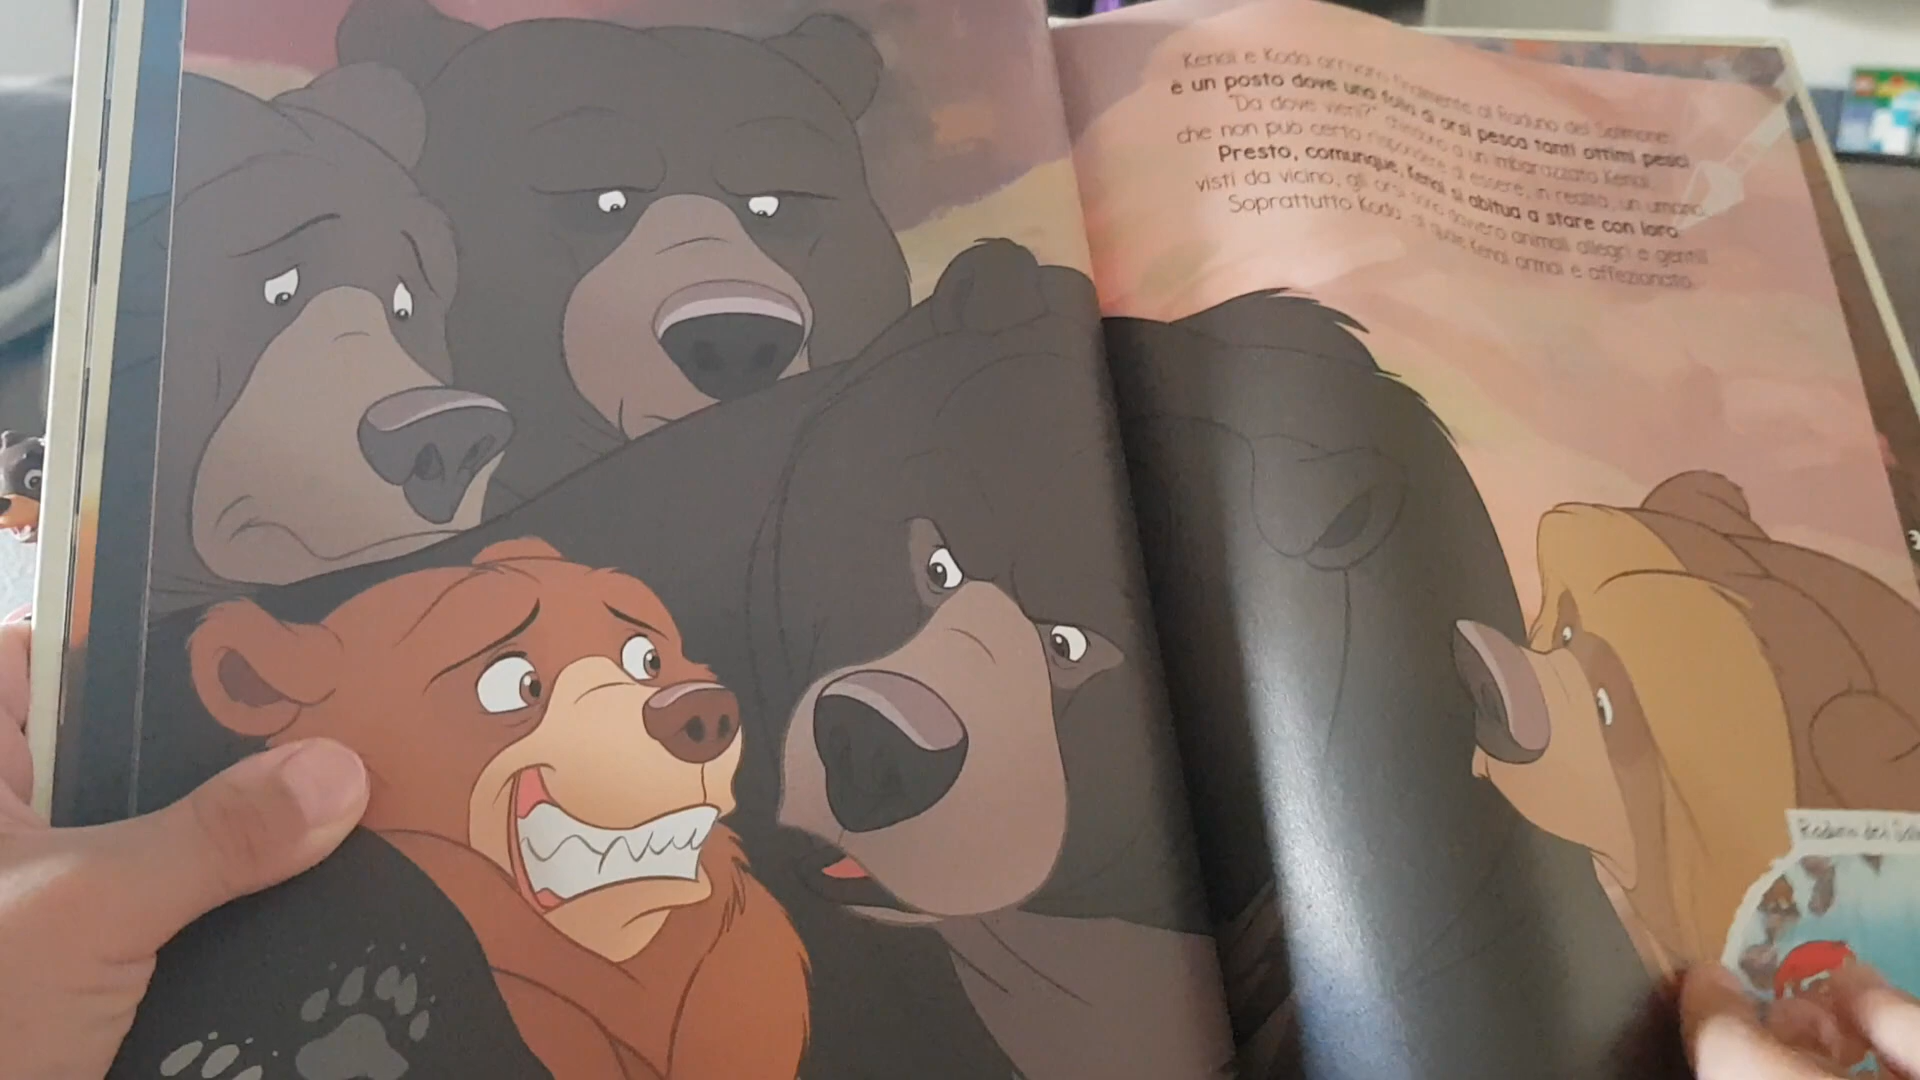 Kenai e Koda arrivano finalmente al Raduno del Salmone:
è un posto dove una folla di orsi pesca tanti ottimi pesci.
"Da dove vieni?" chiedono a un imbarazzato Kenai,
che non può certo rispondere di essere, in realtà, un umano.
Presto, comunque, Kenai si abitua a stare con loro:
visti da vicino, gli orsi sono davvero animali allegri e gentili.
Soprattutto Koda, al quale Kenai ormai è affezionato.
Raduno dei
3